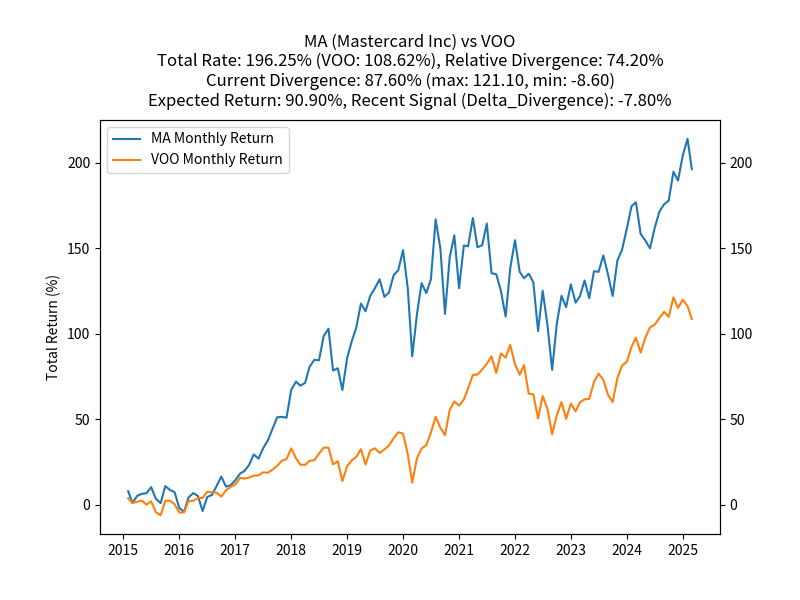 MA (Mastercard Inc) vs VOO
Total Rate: 196.25% (VOO: 108.62%), Relative Divergence: 74.20%
Current Divergence: 87.60% (max: 121.10, min: -8.60)
Expected Return: 90.90%, Recent Signal (Delta_Divergence): -7.80%
MA Monthly Return
VOO Monthly Return
200 200
150 150
100 100
50 50
0 0
Total Return (%)
2015 2016 2017 2018 2019 2020 2021 2022 2023 2024 2025